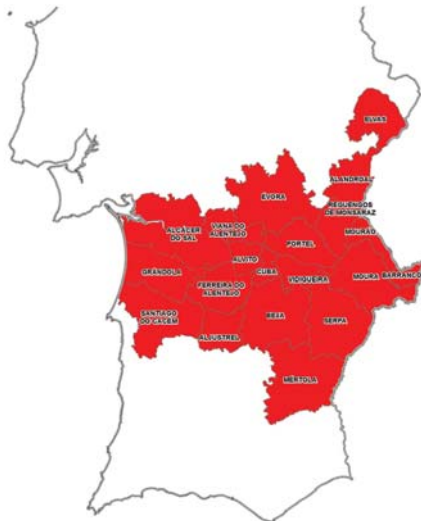 ELVAS
ALANDROAL
ÉVORA
REGUENGOS
DE MONSARAZ
ALCÁCER
DO SAL
VIANA DO
ALENTEJO
MOURÃO
PORTEL
ALVITO
GRÂNDOLA
CUBA
VIDIGUEIRA
MOURA
BARRANCO
FERREIRA DO
ALENTEJO
SANTIAGO
DO CACÉM
BEJA
SERPA
ALJUSTREL
MÉRTOLA